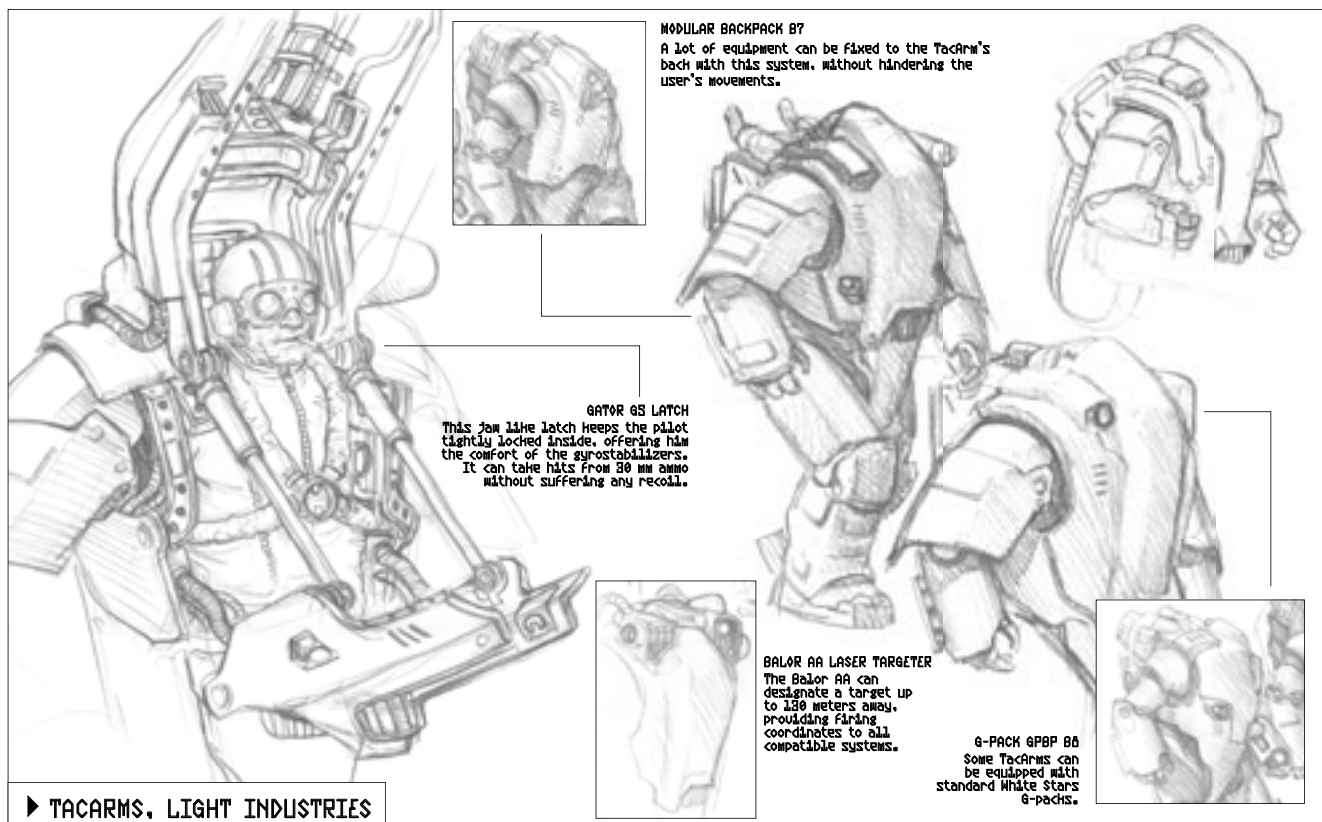 MODULAR BACKPACK B7
A lot of equipment can be fixed to the TacArm's
back with this system, without hindering the
user's movements.
GATOR G5 LATCH
This jaw like latch keeps the pilot
tightly locked inside, offering him
the comfort of the gyrostabilizers.
It can take hits from 30 mm ammo
without suffering any recoil.
BALOR AA LASER TARGETER
The Balor AA can
designate a target up
to 130 meters away,
providing firing
coordinates to all
compatible systems.
G-PACK GPBP B8
Some TacArms can
be equipped with
standard White Stars
G-packs.
TACARMS, LIGHT INDUSTRIES